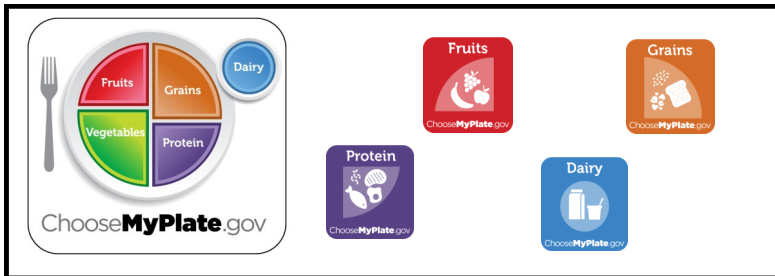 Fruits
Grains
Dairy
Vegetables
Protein
ChooseMyPlate.gov
Fruits
ChooseMyPlate.gov
Grains
ChooseMyPlate.gov
Protein
ChooseMyPlate.gov
Dairy
ChooseMyPlate.gov